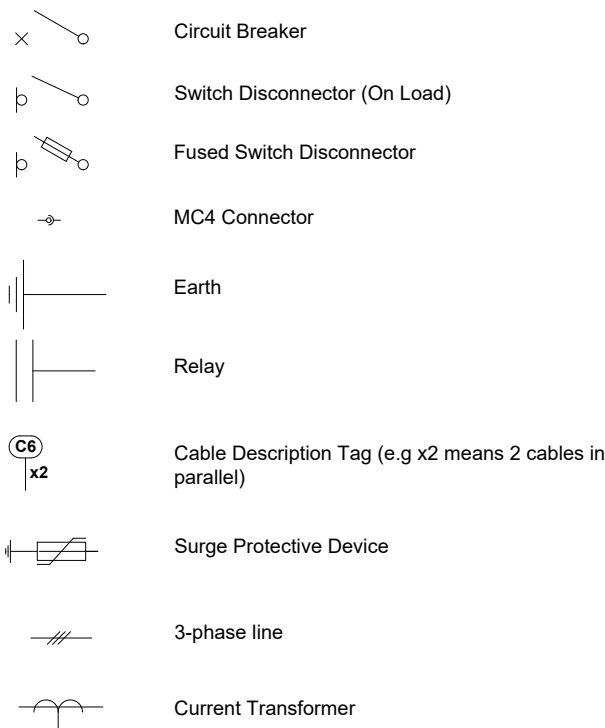 Circuit Breaker
Switch Disconnector (On Load)
Fused Switch Disconnector
MC4 Connector
Earth
Relay
C6
x2
Cable Description Tag (e.g x2 means 2 cables in
parallel)
Surge Protective Device
3-phase line
Current Transformer